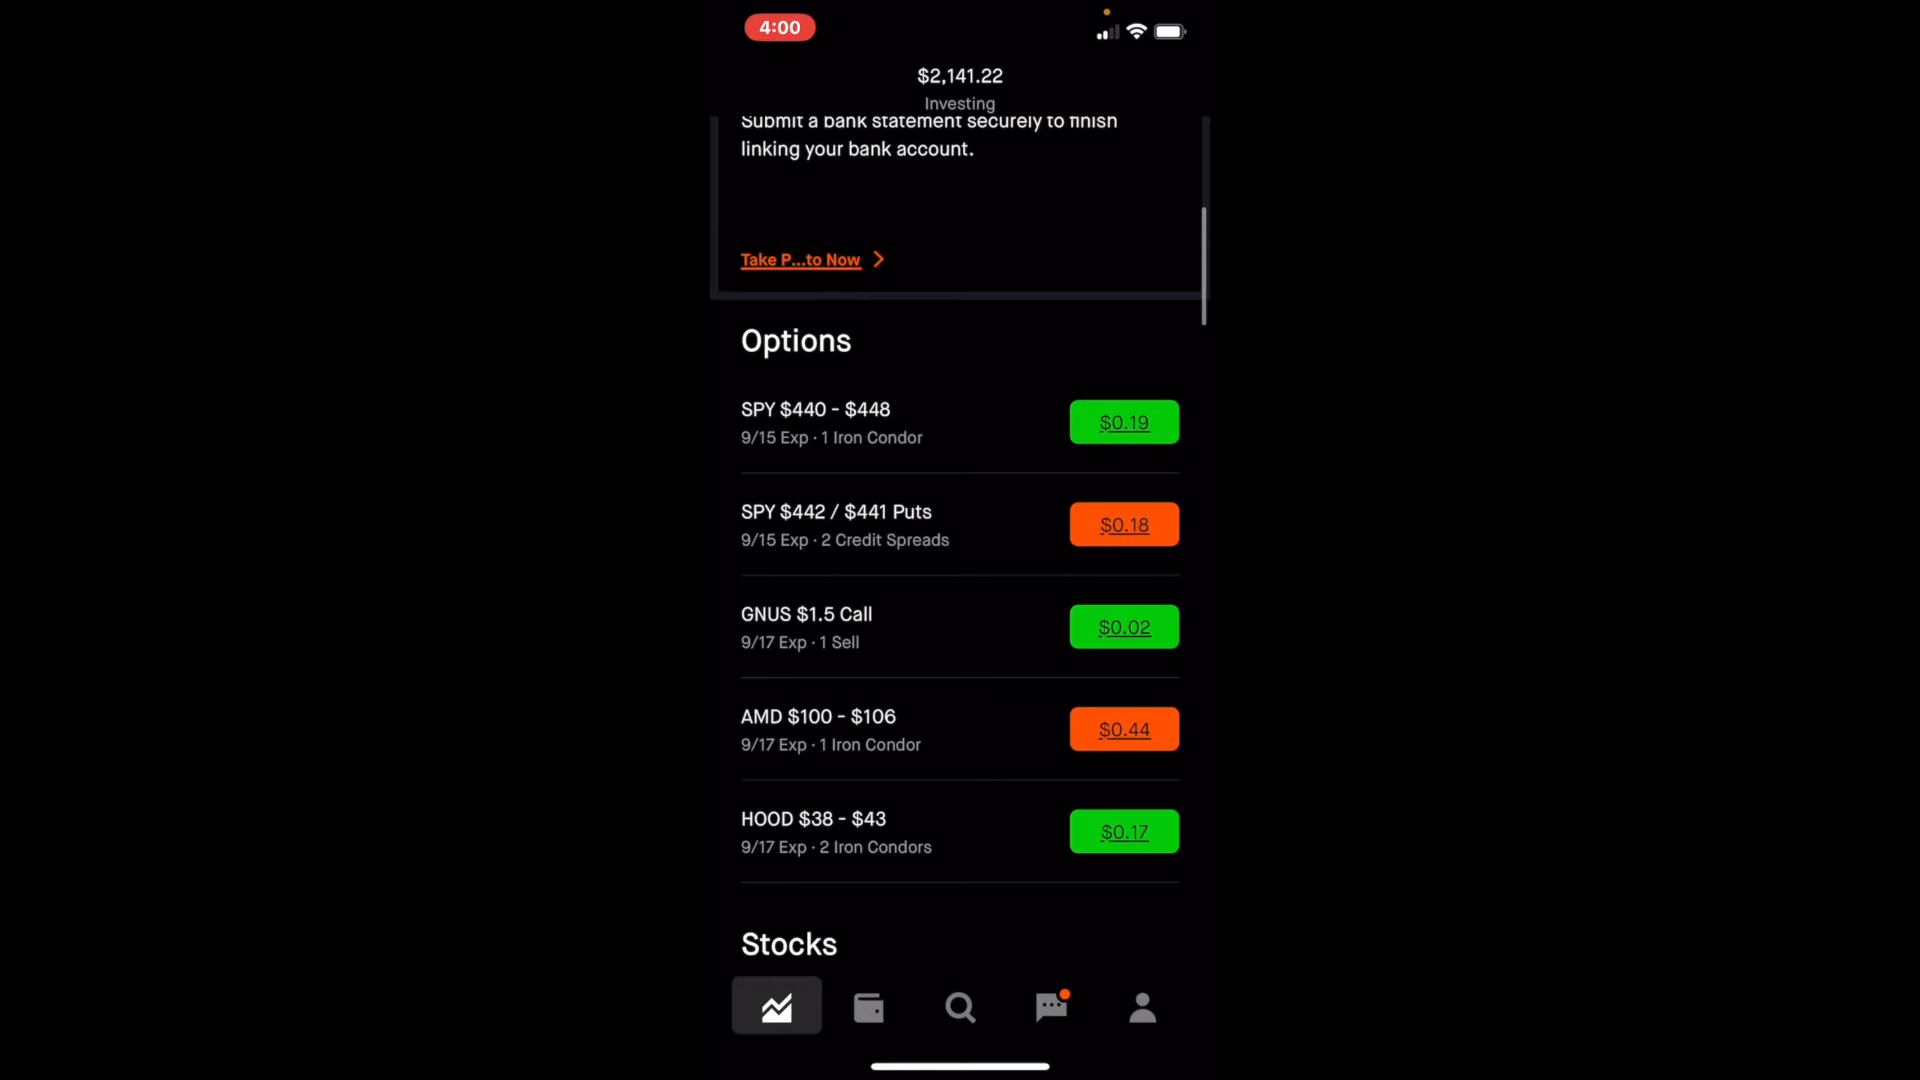 4:00
$2,141.22
Investing
Submit a bank statement securely to finish
linking your bank account.
Take P...to Now
Options
SPY $440 - $448
9/15 Exp · 1 Iron Condor
$0.19
SPY $442 / $441 Puts
9/15 Exp · 2 Credit Spreads
$0.18
GNUS $1.5 Call
9/17 Exp · 1 Sell
$0.02
AMD $100 - $106
9/17 Exp · 1 Iron Condor
$0.44
HOOD $38 - $43
9/17 Exp · 2 Iron Condors
$0.17
Stocks